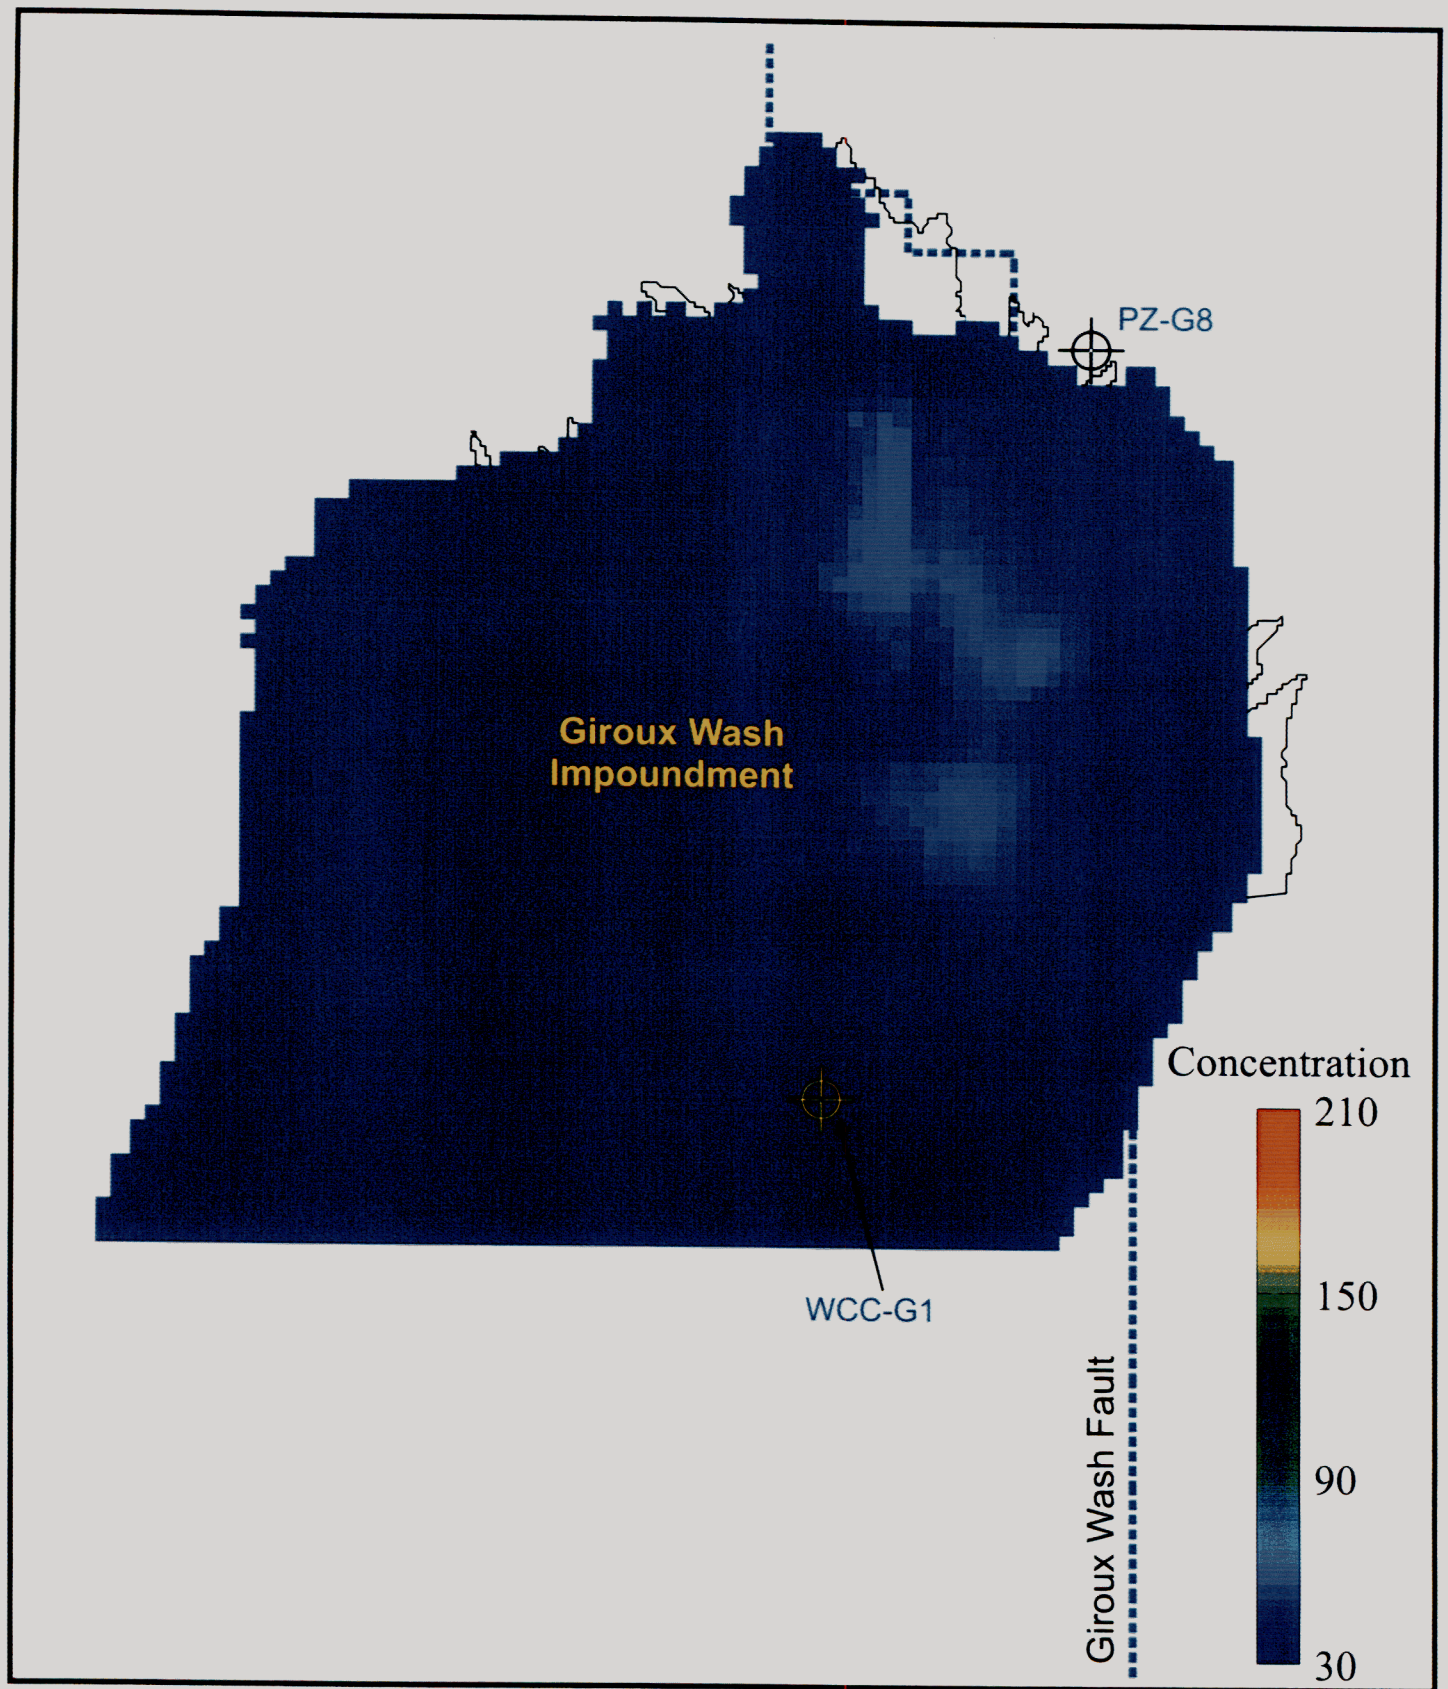 PZ-G8
Giroux Wash
Impoundment
Concentration
210
150
90
30
WCC-G1
Giroux Wash Fault